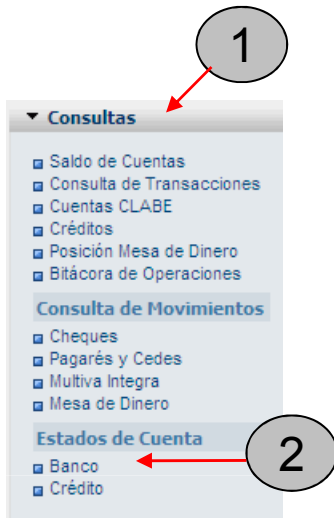 1
Consultas
Saldo de Cuentas
Consulta de Transacciones
Cuentas CLABE
Créditos
Posición Mesa de Dinero
Bitácora de Operaciones
Consulta de Movimientos
Cheques
Pagarés y Cedes
Multiva Integra
Mesa de Dinero
Estados de Cuenta
Banco
2
Crédito